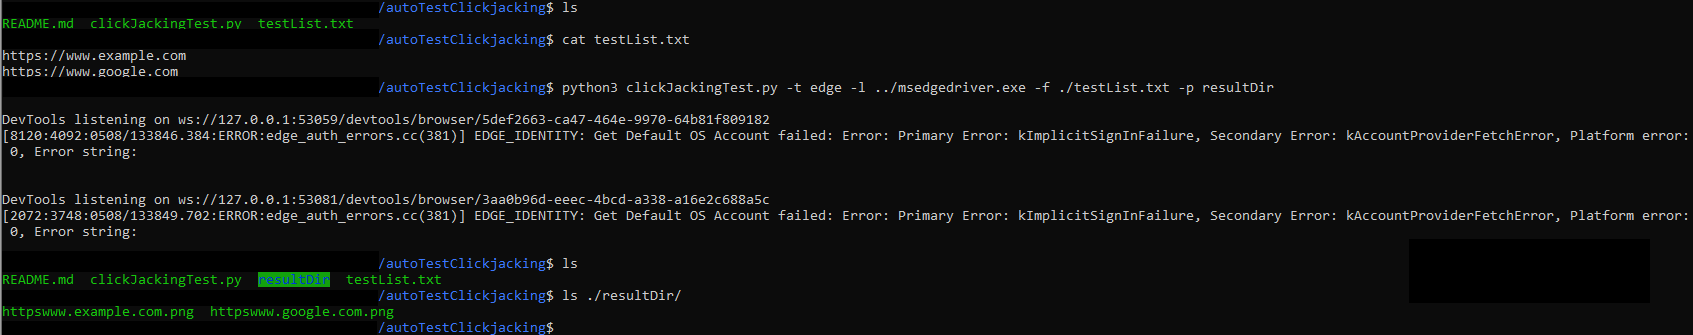 /autoTestClickjacking$ ls
README.md clickJackingTest.py testList.txt
/autoTestClickjacking$ cat testList.txt
https://www.example.com
https://www.google.com
/autoTestClickjacking$ python3 clickJackingTest.py -t edge -l ../msedgedriver.exe -f ./testList.txt -p resultDir
DevTools listening on ws://127.0.0.1:53059/devtools/browser/5def2663-ca47-464e-9970-64b81f809182
[8120:4092:0508/133846.384:ERROR:edge_auth_errors.cc(381)] EDGE_IDENTITY: Get Default OS Account failed: Error: Primary Error: kImplicitSignInFailure, Secondary Error: kAccountProviderFetchError, Platform error:
0, Error string:
DevTools listening on ws://127.0.0.1:53081/devtools/browser/3aa0b96d-eeec-4bcd-a338-a16e2c688a5c
[2072:3748:0508/133849.702:ERROR:edge_auth_errors.cc(381)] EDGE_IDENTITY: Get Default OS Account failed: Error: Primary Error: kImplicitSignInFailure, Secondary Error: kAccountProviderFetchError, Platform error:
0, Error string:
/autoTestClickjacking$ ls
README.md clickJackingTest.py resultDir testList.txt
/autoTestClickjacking$ ls ./resultDir/
httpswww.example.com.png httpswww.google.com.png
/autoTestClickjacking$